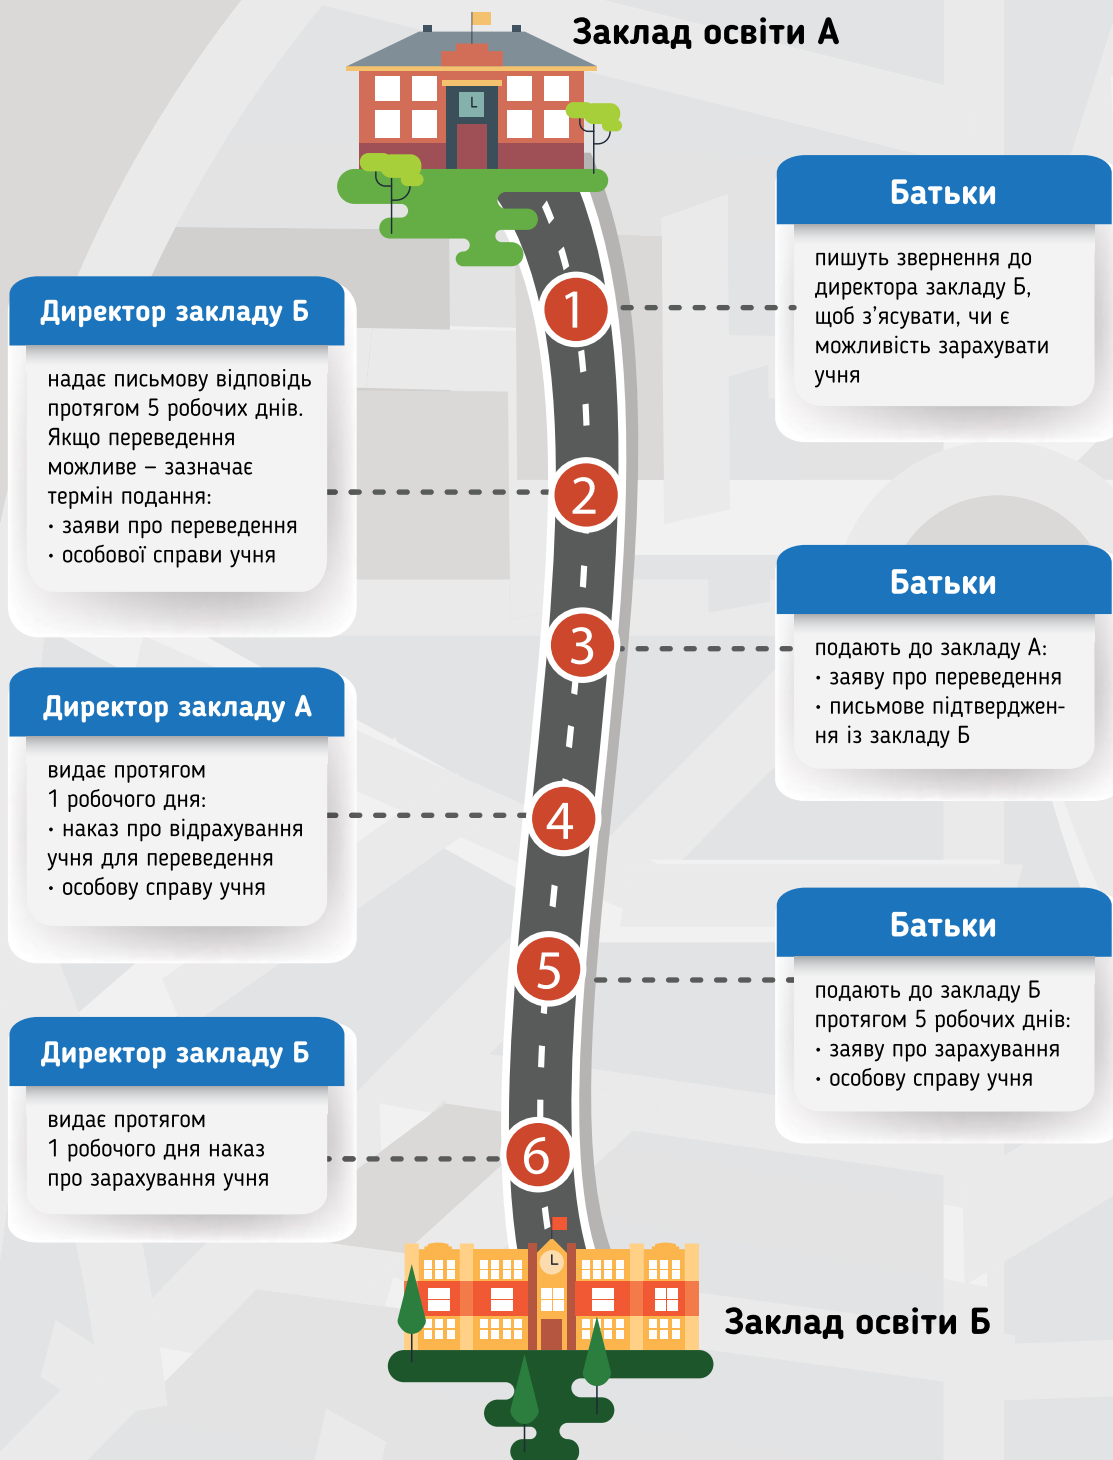 Заклад освіти А
1
Батьки
пишуть звернення до
директора закладу Б,
щоб з’ясувати, чи є
можливість зарахувати
учня
2
Директор закладу Б
надає письмову відповідь
протягом 5 робочих днів.
Якщо переведення
можливе – зазначає
термін подання:
· заяви про переведення
· особової справи учня
3
Батьки
подають до закладу А:
· заяву про переведення
· письмове підтверджен-
ня із закладу Б
4
Директор закладу А
видає протягом
1 робочого дня:
· наказ про відрахування
учня для переведення
· особову справу учня
5
Батьки
подають до закладу Б
протягом 5 робочих днів:
· заяву про зарахування
· особову справу учня
6
Директор закладу Б
видає протягом
1 робочого дня наказ
про зарахування учня
Заклад освіти Б